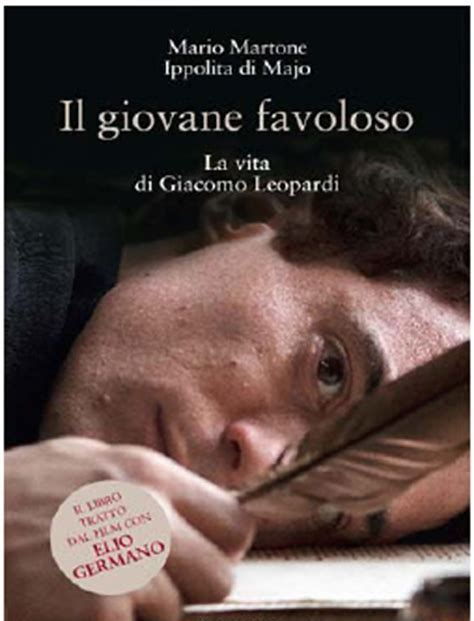 Mario Martone
Ippolita di Majo
Il giovane favoloso
La vita
di Giacomo Leopardi
IL LIBRO
TRATTO
DAL FILM CON
ELIO
GERMANO